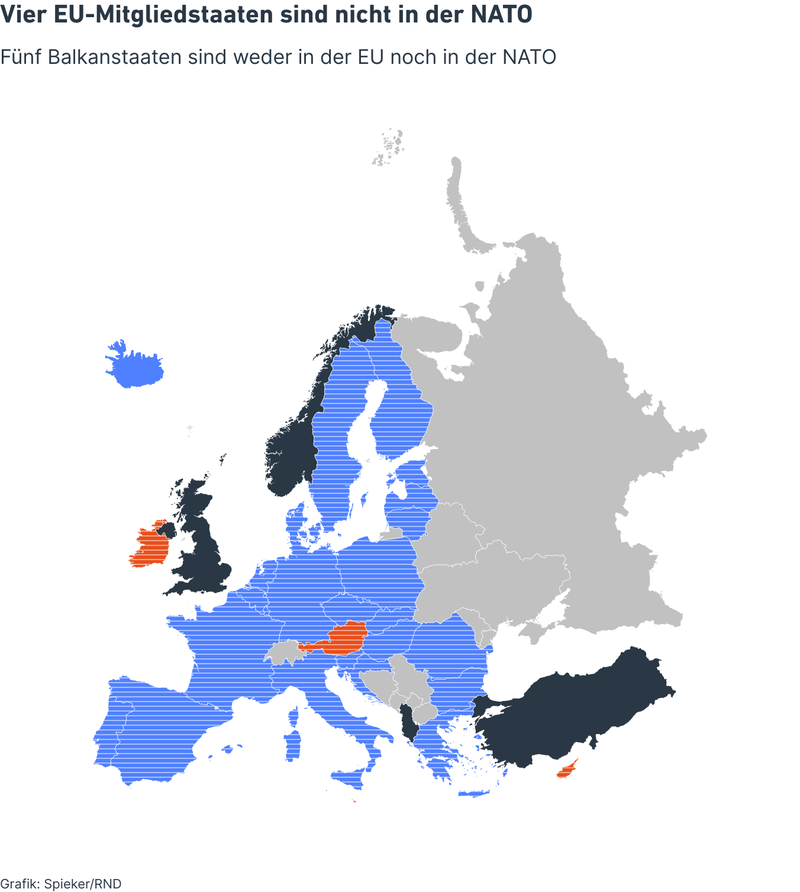 Vier EU-Mitgliedstaaten sind nicht in der NATO
Fünf Balkanstaaten sind weder in der EU noch in der NATO
Grafik: Spieker/RND